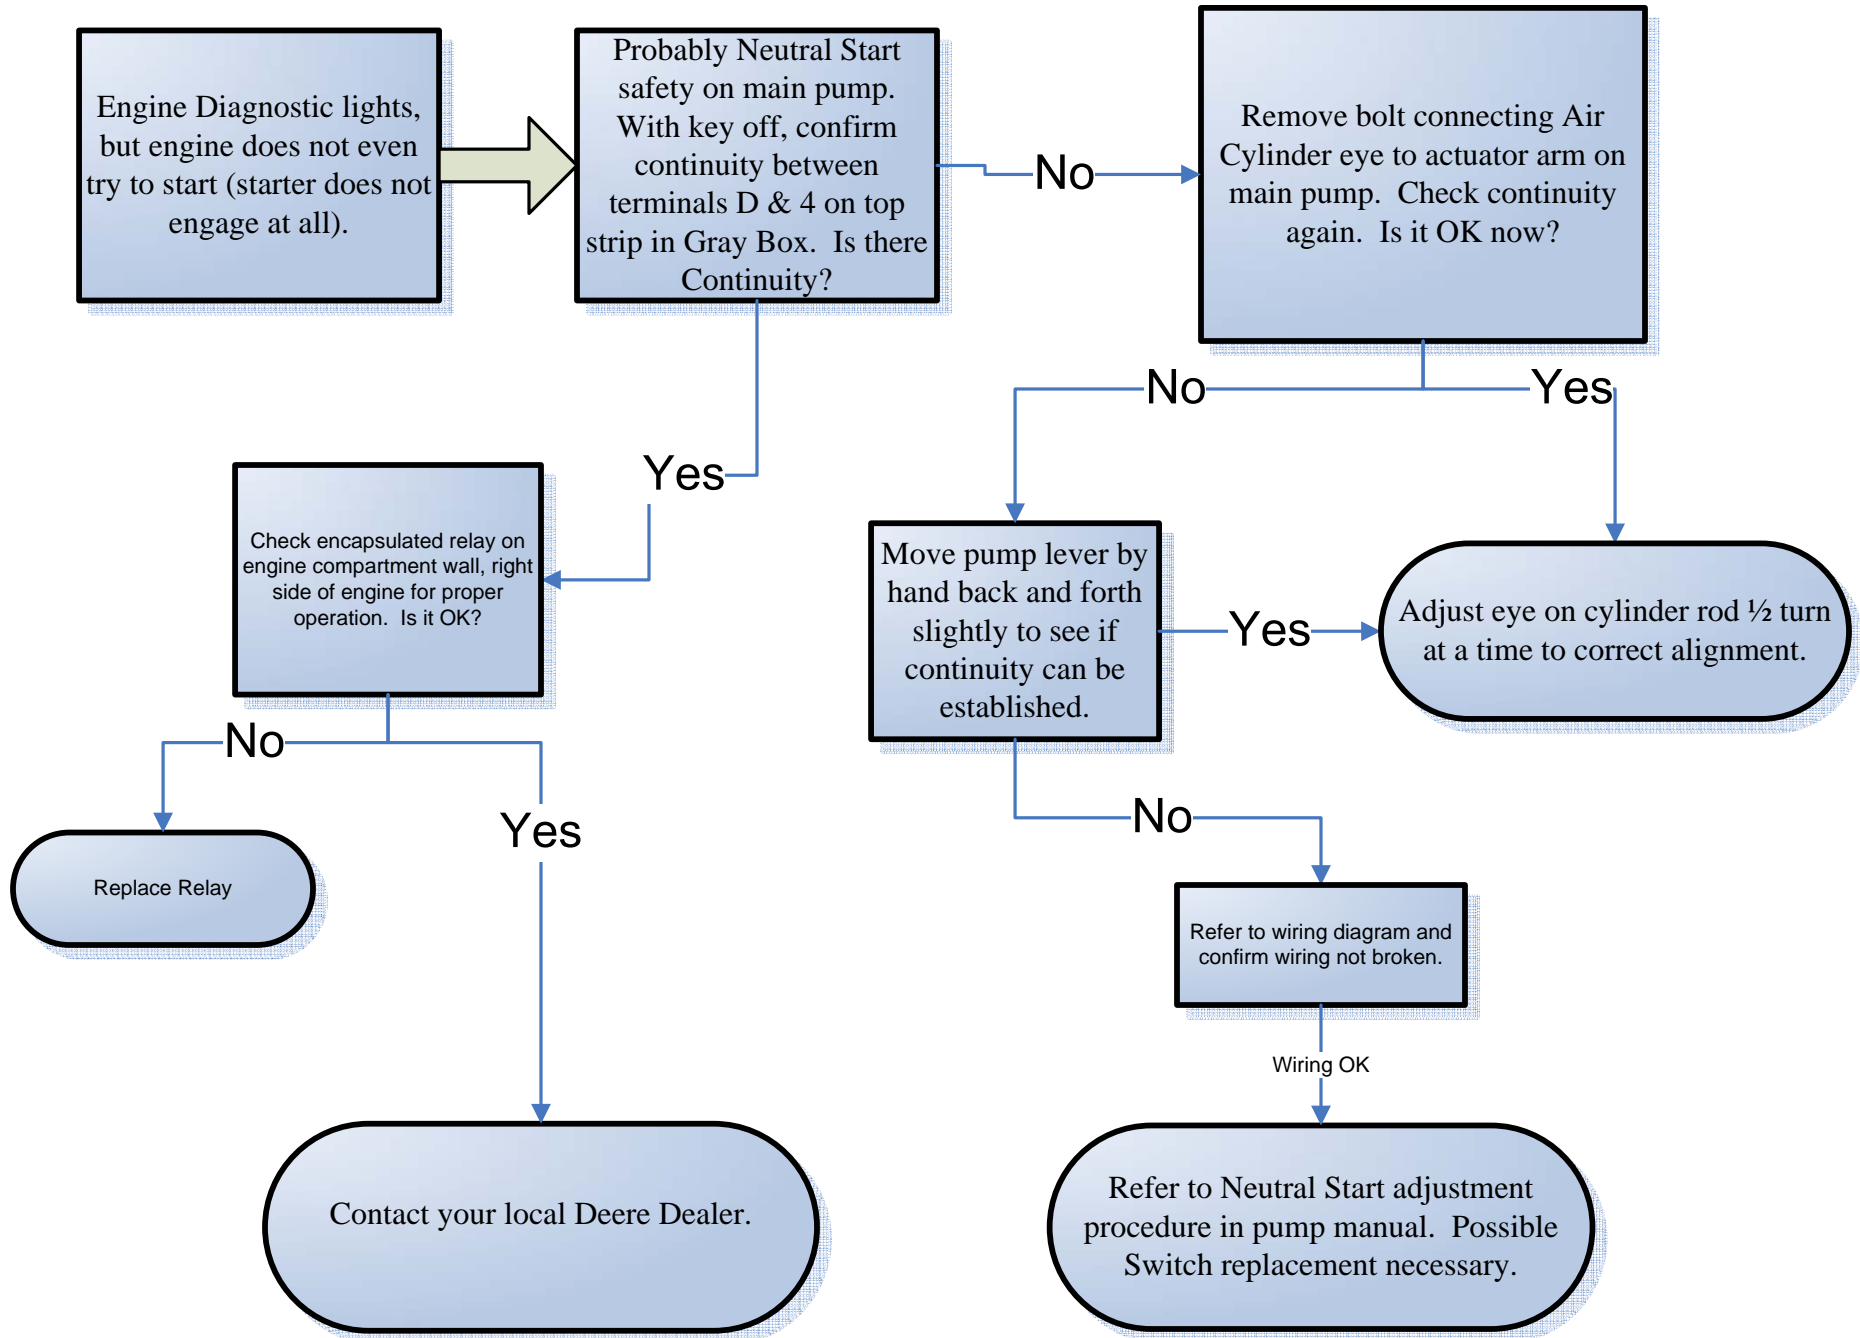 Engine Diagnostic lights,
but engine does not even
try to start (starter does not
engage at all).
Probably Neutral Start
safety on main pump.
With key off, confirm
continuity between
terminals D & 4 on top
strip in Gray Box.  Is there
Continuity?
No
Remove bolt connecting Air
Cylinder eye to actuator arm on
main pump.  Check continuity
again.  Is it OK now?
No
Yes
Yes
Check encapsulated relay on
engine compartment wall, right
side of engine for proper
operation.  Is it OK?
Move pump lever by
hand back and forth
slightly to see if
continuity can be
established.
Yes
Adjust eye on cylinder rod ½ turn
at a time to correct alignment.
No
Yes
No
Replace Relay
Refer to wiring diagram and
confirm wiring not broken.
Wiring OK
Contact your local Deere Dealer.
Refer to Neutral Start adjustment
procedure in pump manual.  Possible
Switch replacement necessary.